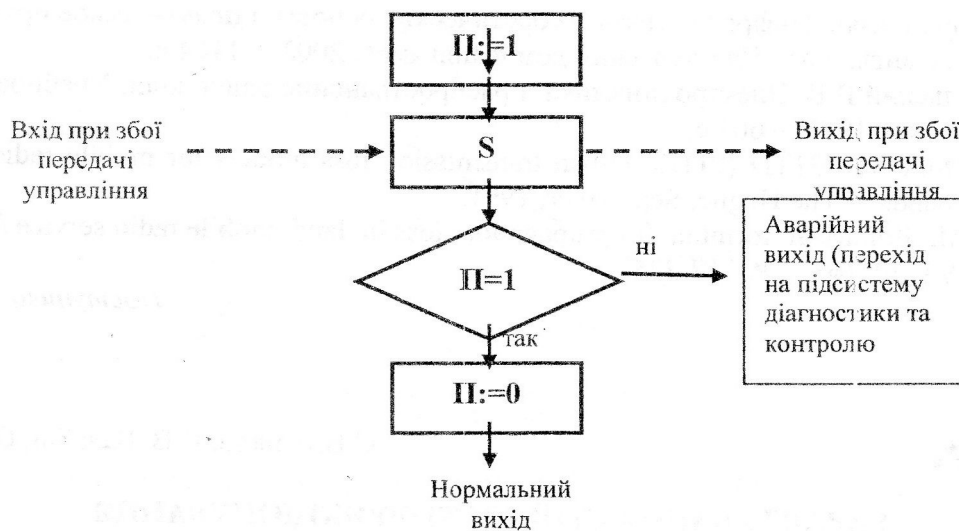 П:=1
Вхід при збої
передачі
управління
S
Вихід при збої
передачі
управління
П=1
ні
Аварійний
вихід (перехід
на підсистему
діагностики та
контролю
так
П:=0
Нормальний
вихід